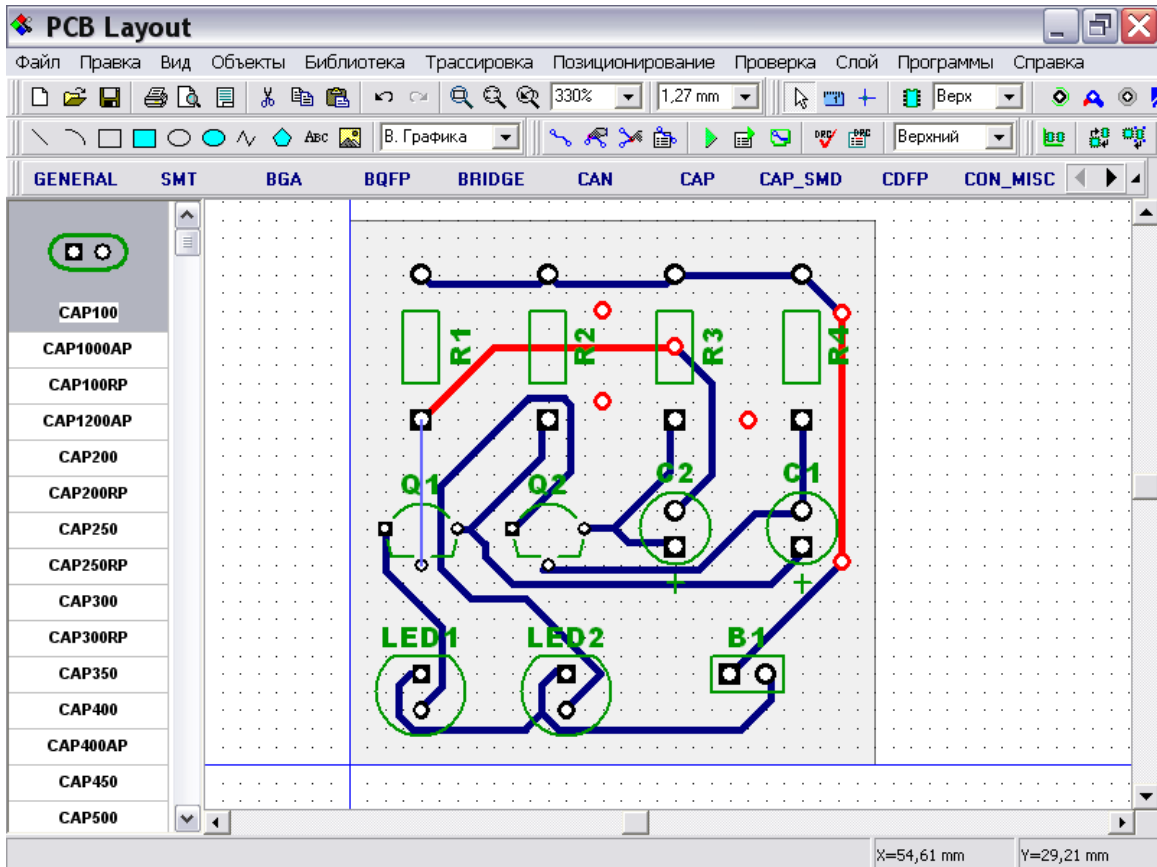 PCB Layout
Файл Правка Вид Объекты Библиотека Трассировка Позиционирование Проверка Слой Программы Справка
330% 1,27 mm Верх
ABC В. Графика DRC DRC Верхний
GENERAL SMT BGA BQFP BRIDGE CAN CAP CAP_SMD CDFP CON_MISC
CAP100
CAP1000AP
CAP100RP
CAP1200AP
CAP200
CAP200RP
CAP250
CAP250RP
CAP300
CAP300RP
CAP350
CAP400
CAP400AP
CAP450
CAP500
R1 R2 R3 R4
Q1 Q2 C2 C1
+ +
LED1 LED2 B1
X=54,61 mm Y=29,21 mm